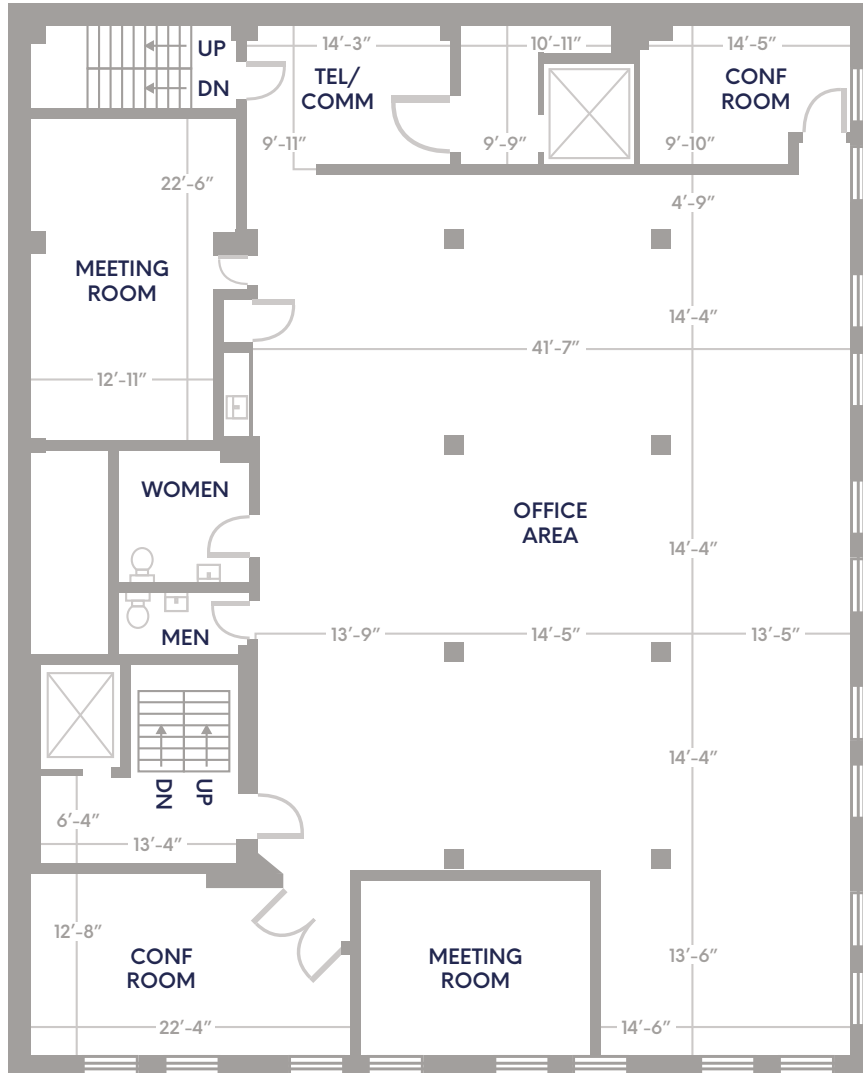 UP
DN
14′-3″
TEL/
COMM
9′-11″
10′-11″
9′-9″
14′-5″
CONF
ROOM
9′-10″
22′-6″
4′-9″
MEETING
ROOM
14′-4″
41′-7″
12′-11″
WOMEN
OFFICE
AREA
14′-4″
MEN
13′-9″
14′-5″
13′-5″
14′-4″
DN
UP
6′-4″
13′-4″
12′-8″
CONF
ROOM
MEETING
ROOM
13′-6″
22′-4″
14′-6″